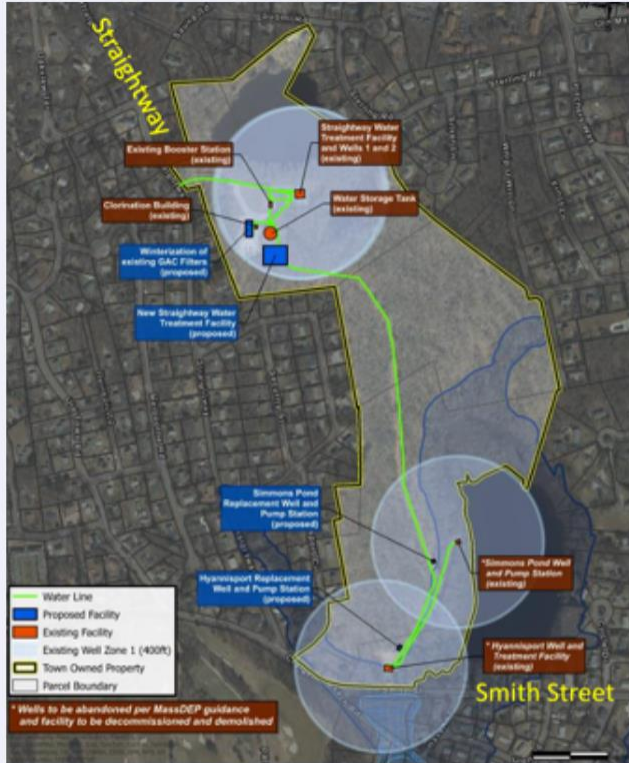 Straightway
Sterling Rd
Straightway Water
Treatment Facility
and Wells 1 and 2
(existing)
Existing Booster Station
(existing)
Clorination Building
(existing)
Water Storage Tank
(existing)
Winterization of
existing GAC Filters
(proposed)
New Straightway Water
Treatment Facility
(proposed)
Simmons Pond
Replacement Well and
Pump Station
(proposed)
Hyannisport Replacement
Well and Pump Station
(proposed)
*Simmons Pond Well
and Pump Station
(existing)
* Hyannisport Well and
Treatment Facility
(existing)
Smith Street
Water Line
Proposed Facility
Existing Facility
Existing Well Zone 1 (400ft)
Town Owned Property
Parcel Boundary
* Wells to be abandoned per MassDEP guidance
and facility to be decommissioned and demolished